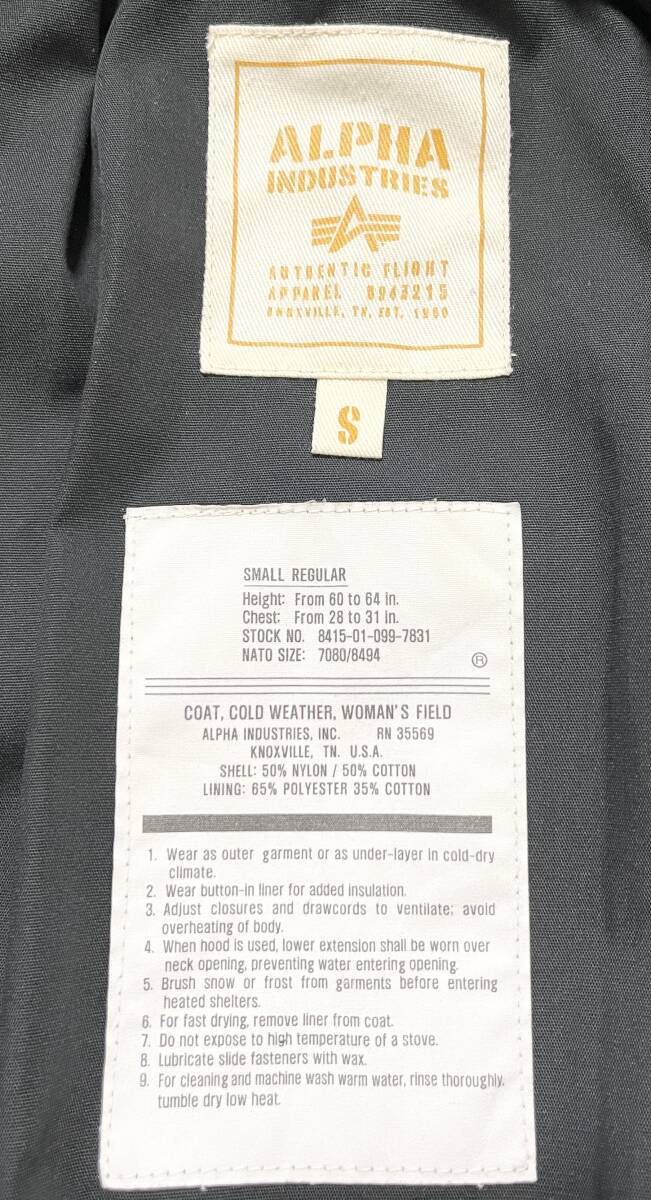 ALPHA
INDUSTRIES
AUTHENTIC FLIGHT
APPAREL 8943215
KNOXVILLE, TN, EST. 1950
S
SMALL REGULAR
Height: From 60 to 64 in.
Chest: From 28 to 31 in.
STOCK NO. 8415-01-099-7831
NATO SIZE: 7080/8494
®
COAT, COLD WEATHER, WOMAN'S FIELD
ALPHA INDUSTRIES, INC. RN 35569
KNOXVILLE, TN. U.S.A.
SHELL: 50% NYLON / 50% COTTON
LINING: 65% POLYESTER 35% COTTON
1. Wear as outer garment or as under-layer in cold-dry
climate.
2. Wear button-in liner for added insulation.
3. Adjust closures and drawcords to ventilate; avoid
overheating of body.
4. When hood is used, lower extension shall be worn over
neck opening, preventing water entering opening.
5. Brush snow or frost from garments before entering
heated shelters.
6. For fast drying, remove liner from coat.
7. Do not expose to high temperature of a stove.
8. Lubricate slide fasteners with wax.
9. For cleaning and machine wash warm water, rinse thoroughly,
tumble dry low heat.